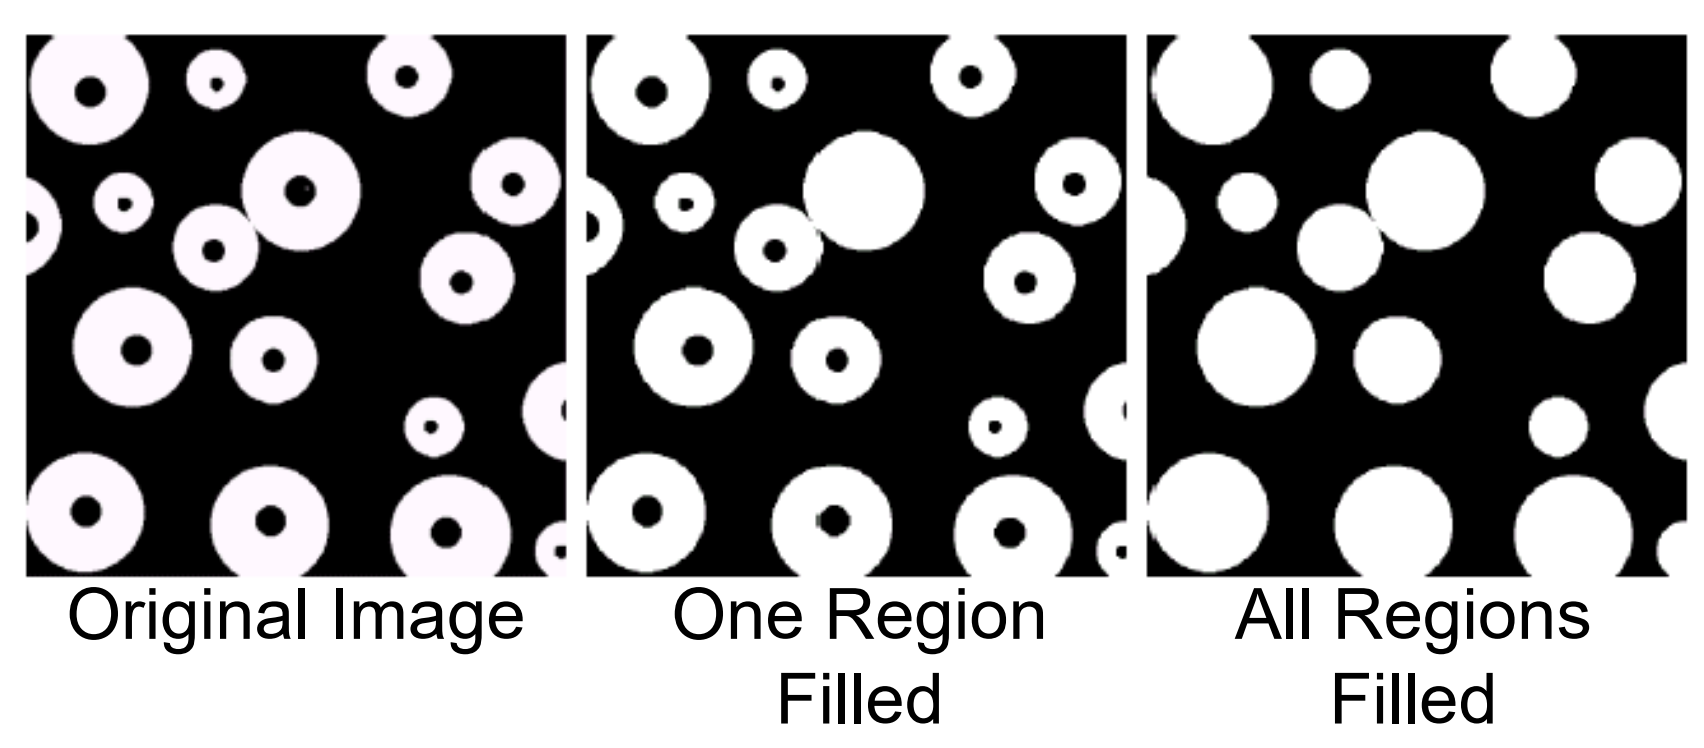 Original Image
One Region
Filled
All Regions
Filled